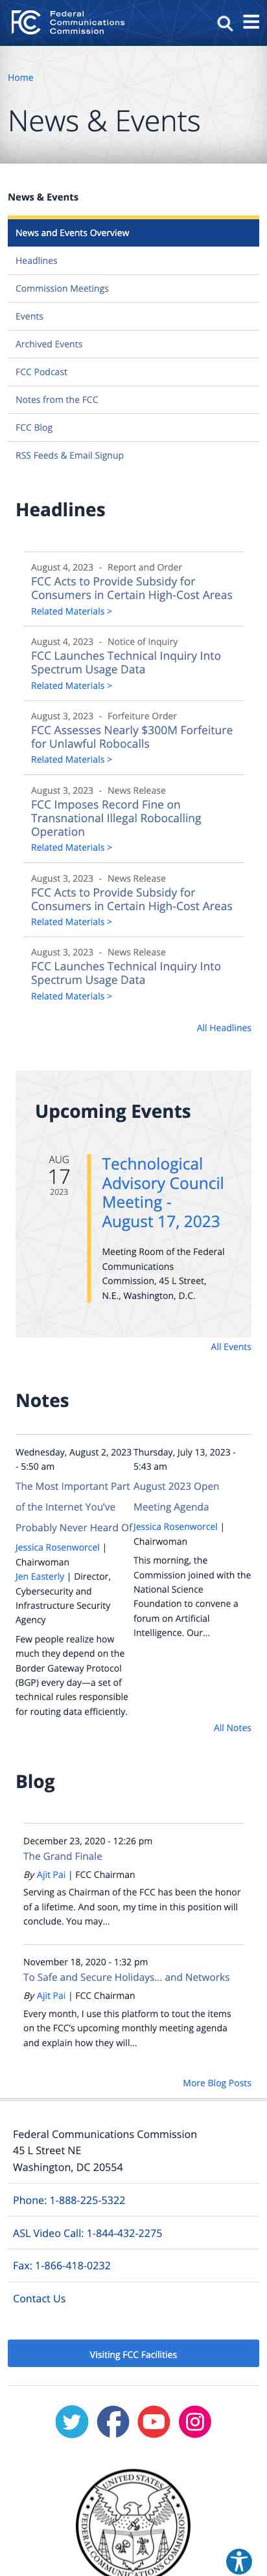 Federal
Communications
Commission
Home
News & Events
News & Events
News and Events Overview
Headlines
Commission Meetings
Events
Archived Events
FCC Podcast
Notes from the FCC
FCC Blog
RSS Feeds & Email Signup
Headlines
August 4, 2023 - Report and Order
FCC Acts to Provide Subsidy for
Consumers in Certain High-Cost Areas
Related Materials >
August 4, 2023 - Notice of Inquiry
FCC Launches Technical Inquiry Into
Spectrum Usage Data
Related Materials >
August 3, 2023 - Forfeiture Order
FCC Assesses Nearly $300M Forfeiture
for Unlawful Robocalls
Related Materials >
August 3, 2023 - News Release
FCC Imposes Record Fine on
Transnational Illegal Robocalling
Operation
Related Materials >
August 3, 2023 - News Release
FCC Acts to Provide Subsidy for
Consumers in Certain High-Cost Areas
Related Materials >
August 3, 2023 - News Release
FCC Launches Technical Inquiry Into
Spectrum Usage Data
Related Materials >
All Headlines
Upcoming Events
AUG
17
2023
Technological
Advisory Council
Meeting -
August 17, 2023
Meeting Room of the Federal
Communications
Commission, 45 L Street,
N.E., Washington, D.C.
All Events
Notes
Wednesday, August 2, 2023
- 5:50 am
The Most Important Part
of the Internet You've
Probably Never Heard Of
Jessica Rosenworcel |
Chairwoman
Jen Easterly | Director,
Cybersecurity and
Infrastructure Security
Agency
Few people realize how
much they depend on the
Border Gateway Protocol
(BGP) every day—a set of
technical rules responsible
for routing data efficiently.
Thursday, July 13, 2023 -
5:43 am
August 2023 Open
Meeting Agenda
Jessica Rosenworcel |
Chairwoman
This morning, the
Commission joined with the
National Science
Foundation to convene a
forum on Artificial
Intelligence. Our...
All Notes
Blog
December 23, 2020 - 12:26 pm
The Grand Finale
By Ajit Pai | FCC Chairman
Serving as Chairman of the FCC has been the honor
of a lifetime. And soon, my time in this position will
conclude. You may...
November 18, 2020 - 1:32 pm
To Safe and Secure Holidays... and Networks
By Ajit Pai | FCC Chairman
Every month, I use this platform to tout the items
on the FCC's upcoming monthly meeting agenda
and explain how they will...
More Blog Posts
Federal Communications Commission
45 L Street NE
Washington, DC 20554
Phone: 1-888-225-5322
ASL Video Call: 1-844-432-2275
Fax: 1-866-418-0232
Contact Us
Visiting FCC Facilities